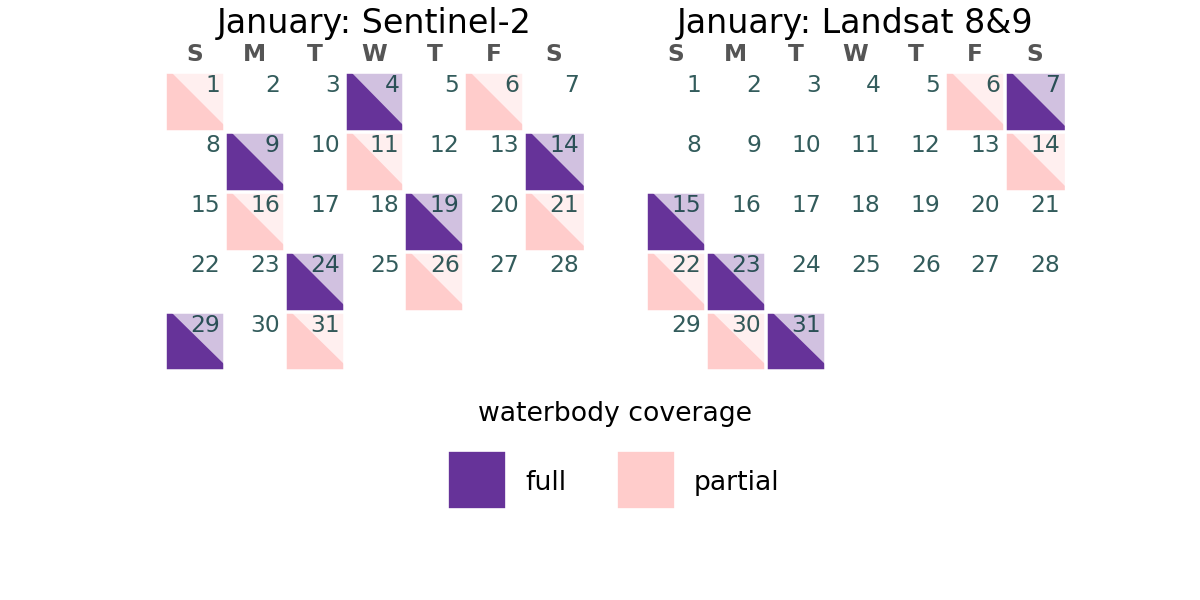 January: Sentinel-2
S M T W T F S
1 2 3 4 5 6 7
8 9 10 11 12 13 14
15 16 17 18 19 20 21
22 23 24 25 26 27 28
29 30 31
January: Landsat 8&9
S M T W T F S
1 2 3 4 5 6 7
8 9 10 11 12 13 14
15 16 17 18 19 20 21
22 23 24 25 26 27 28
29 30 31
waterbody coverage
full partial